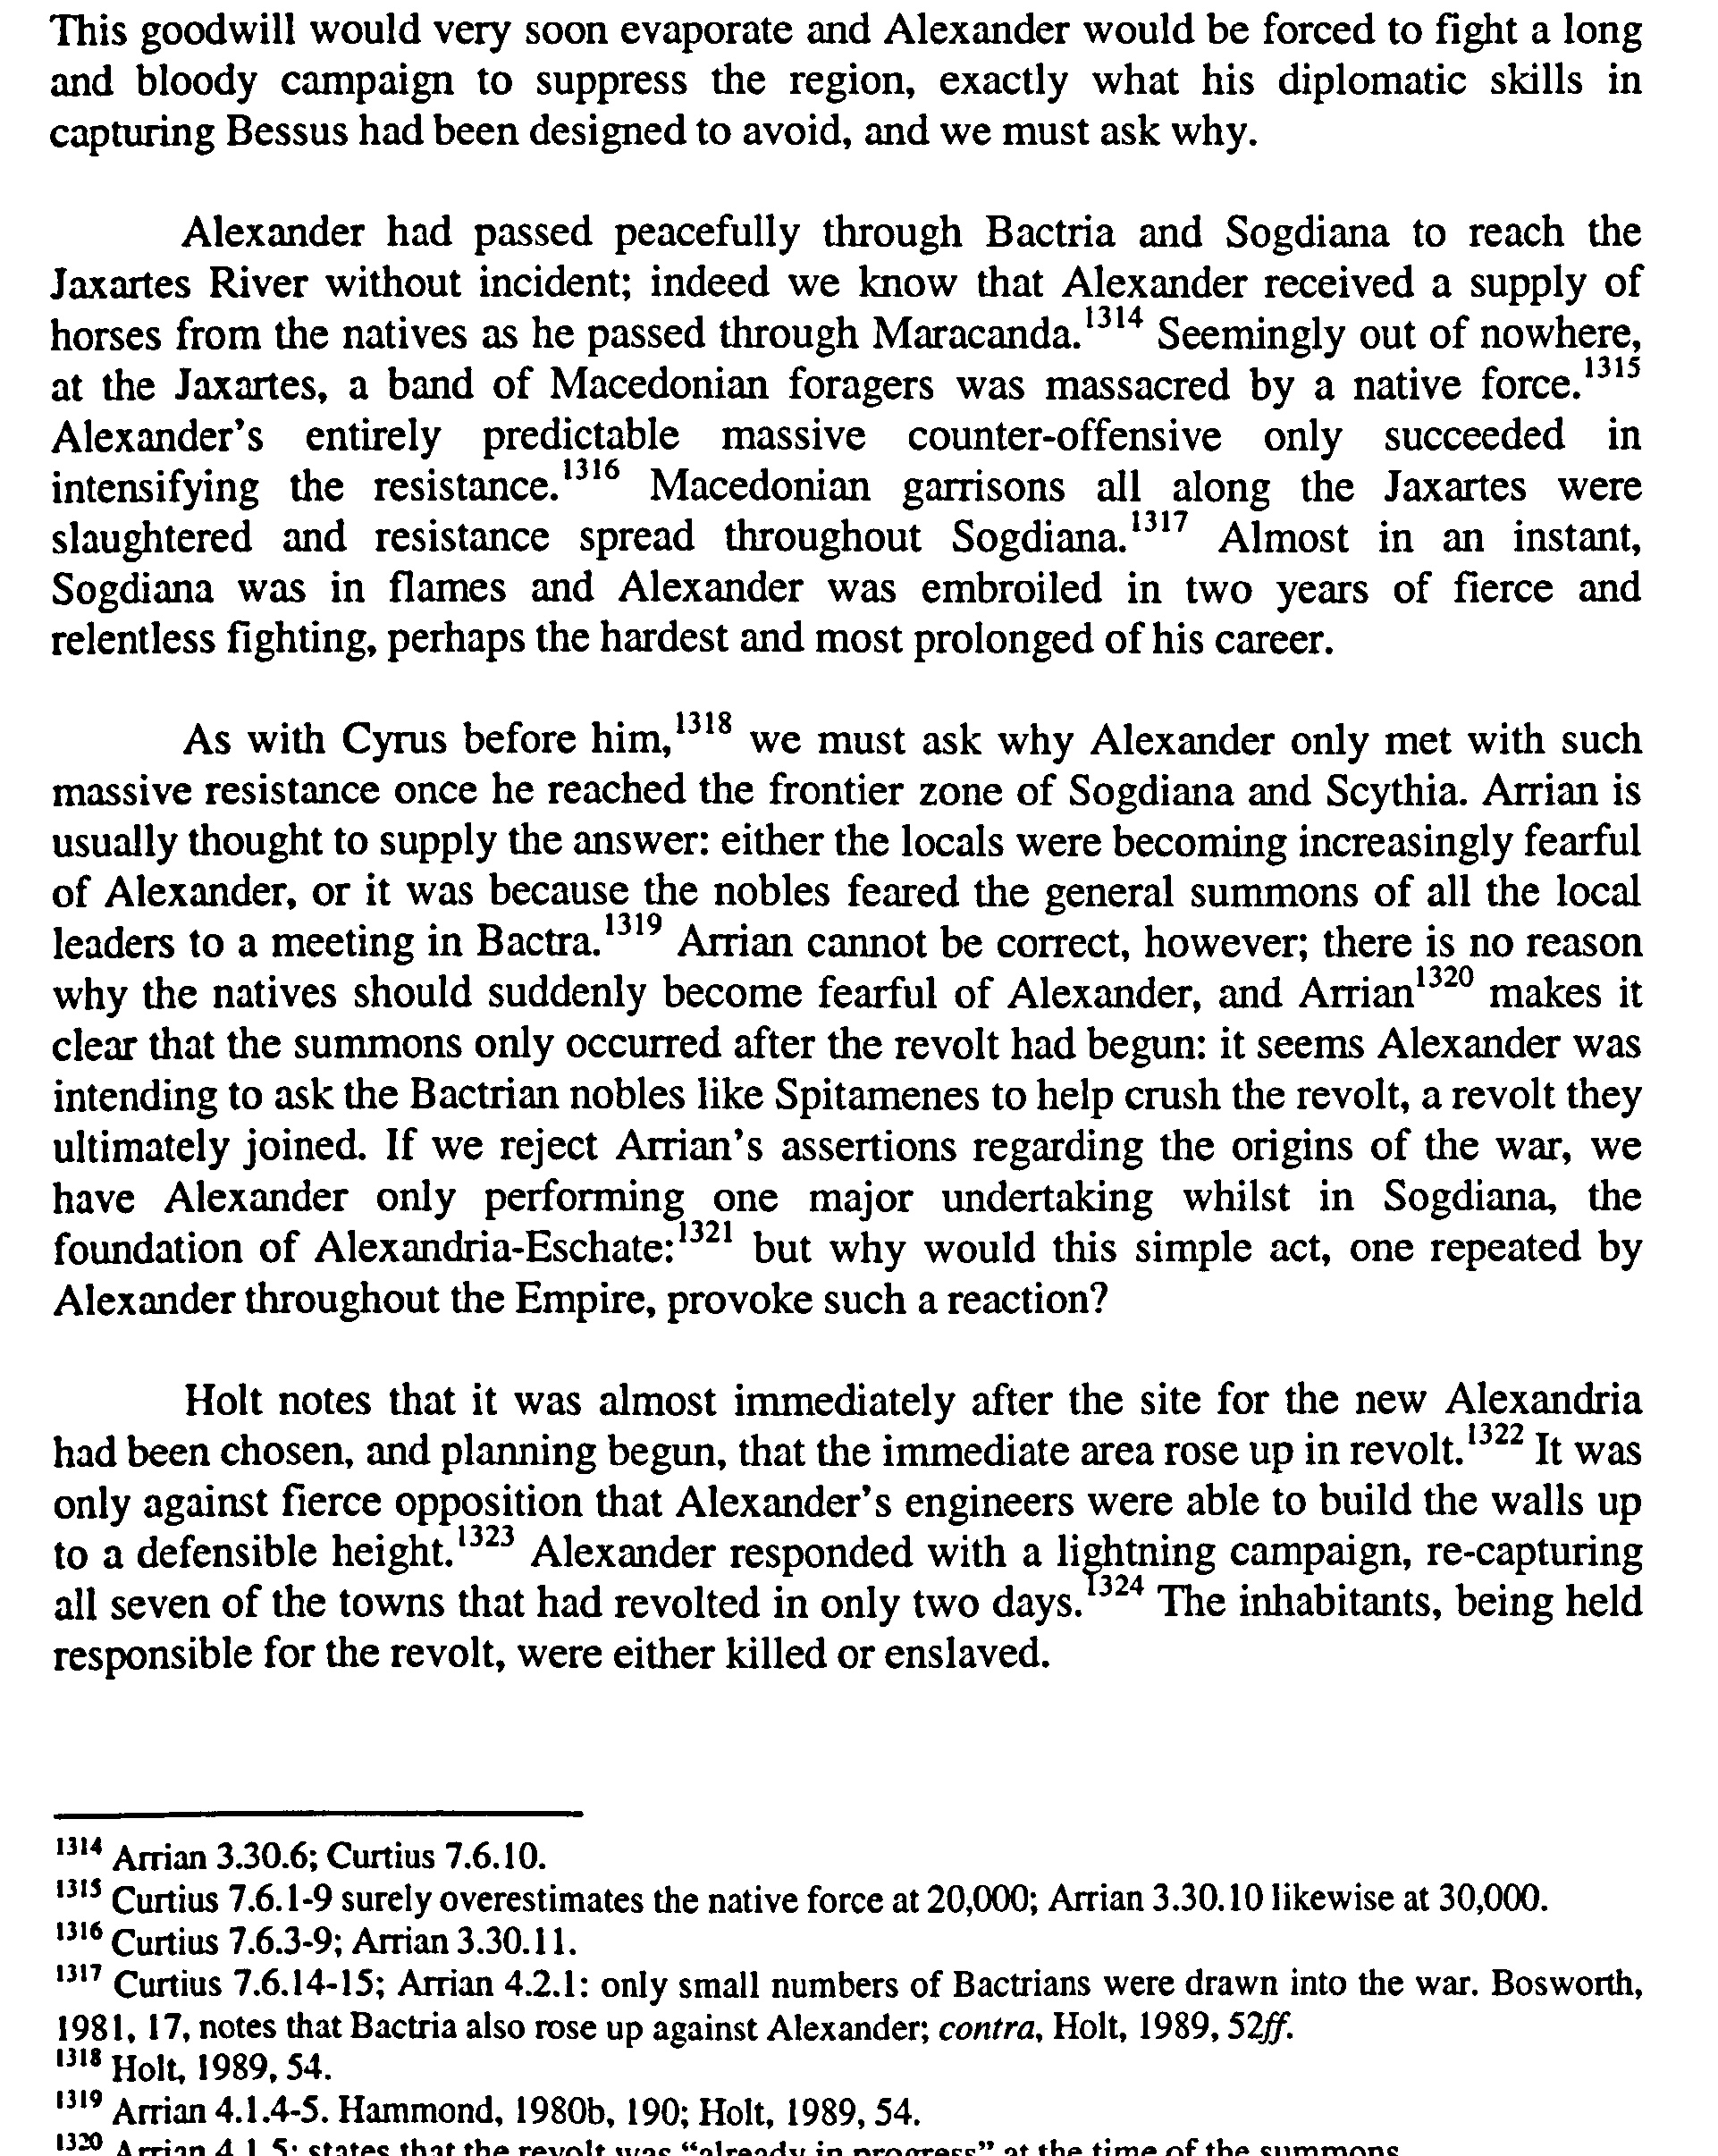 This goodwill would very soon evaporate and Alexander would be forced to fight a long
and bloody campaign to suppress the region, exactly what his diplomatic skills in
capturing Bessus had been designed to avoid, and we must ask why.
Alexander had passed peacefully through Bactria and Sogdiana to reach the
Jaxartes River without incident; indeed we know that Alexander received a supply of
horses from the natives as he passed through Maracanda.1314 Seemingly out of nowhere,
at the Jaxartes, a band of Macedonian foragers was massacred by a native force.1315
Alexander's entirely predictable massive counter-offensive only succeeded in
intensifying the resistance.1316 Macedonian garrisons all along the Jaxartes were
slaughtered and resistance spread throughout Sogdiana.1317 Almost in an instant,
Sogdiana was in flames and Alexander was embroiled in two years of fierce and
relentless fighting, perhaps the hardest and most prolonged of his career.
As with Cyrus before him,1318 we must ask why Alexander only met with such
massive resistance once he reached the frontier zone of Sogdiana and Scythia. Arrian is
usually thought to supply the answer: either the locals were becoming increasingly fearful
of Alexander, or it was because the nobles feared the general summons of all the local
leaders to a meeting in Bactra.1319 Arrian cannot be correct, however; there is no reason
why the natives should suddenly become fearful of Alexander, and Arrian1320 makes it
clear that the summons only occurred after the revolt had begun: it seems Alexander was
intending to ask the Bactrian nobles like Spitamenes to help crush the revolt, a revolt they
ultimately joined. If we reject Arrian's assertions regarding the origins of the war, we
have Alexander only performing one major undertaking whilst in Sogdiana, the
foundation of Alexandria-Eschate:1321 but why would this simple act, one repeated by
Alexander throughout the Empire, provoke such a reaction?
Holt notes that it was almost immediately after the site for the new Alexandria
had been chosen, and planning begun, that the immediate area rose up in revolt.1322 It was
only against fierce opposition that Alexander's engineers were able to build the walls up
to a defensible height.1323 Alexander responded with a lightning campaign, re-capturing
all seven of the towns that had revolted in only two days.1324 The inhabitants, being held
responsible for the revolt, were either killed or enslaved.
1314 Arrian 3.30.6; Curtius 7.6.10.
1315 Curtius 7.6.1-9 surely overestimates the native force at 20,000; Arrian 3.30.10 likewise at 30,000.
1316 Curtius 7.6.3-9; Arrian 3.30.11.
1317 Curtius 7.6.14-15; Arrian 4.2.1: only small numbers of Bactrians were drawn into the war. Bosworth,
1981, 17, notes that Bactria also rose up against Alexander; contra, Holt, 1989, 52ff.
1318 Holt, 1989, 54.
1319 Arrian 4.1.4-5. Hammond, 1980b, 190; Holt, 1989, 54.
1320 Arrian 4.1.5: states that the revolt was "already in progress" at the time of the summons.